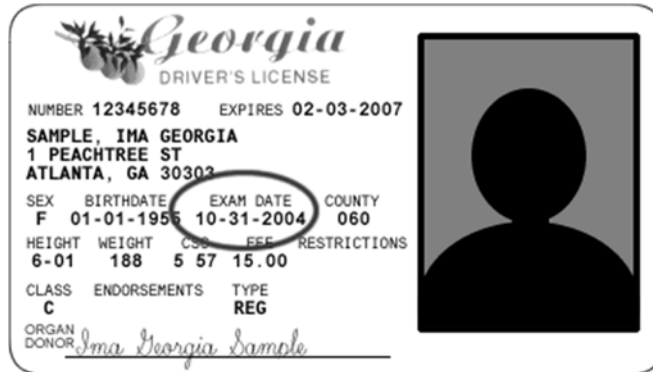 Georgia
DRIVER'S LICENSE
NUMBER 12345678 EXPIRES 02-03-2007
SAMPLE, IMA GEORGIA
1 PEACHTREE ST
ATLANTA, GA 30303
SEX BIRTHDATE EXAM DATE COUNTY
F 01-01-1955 10-31-2004 060
HEIGHT WEIGHT CSC FEE RESTRICTIONS
6-01 188 5 57 15.00
CLASS ENDORSEMENTS TYPE
C REG
ORGAN
DONOR Ima Georgia Sample